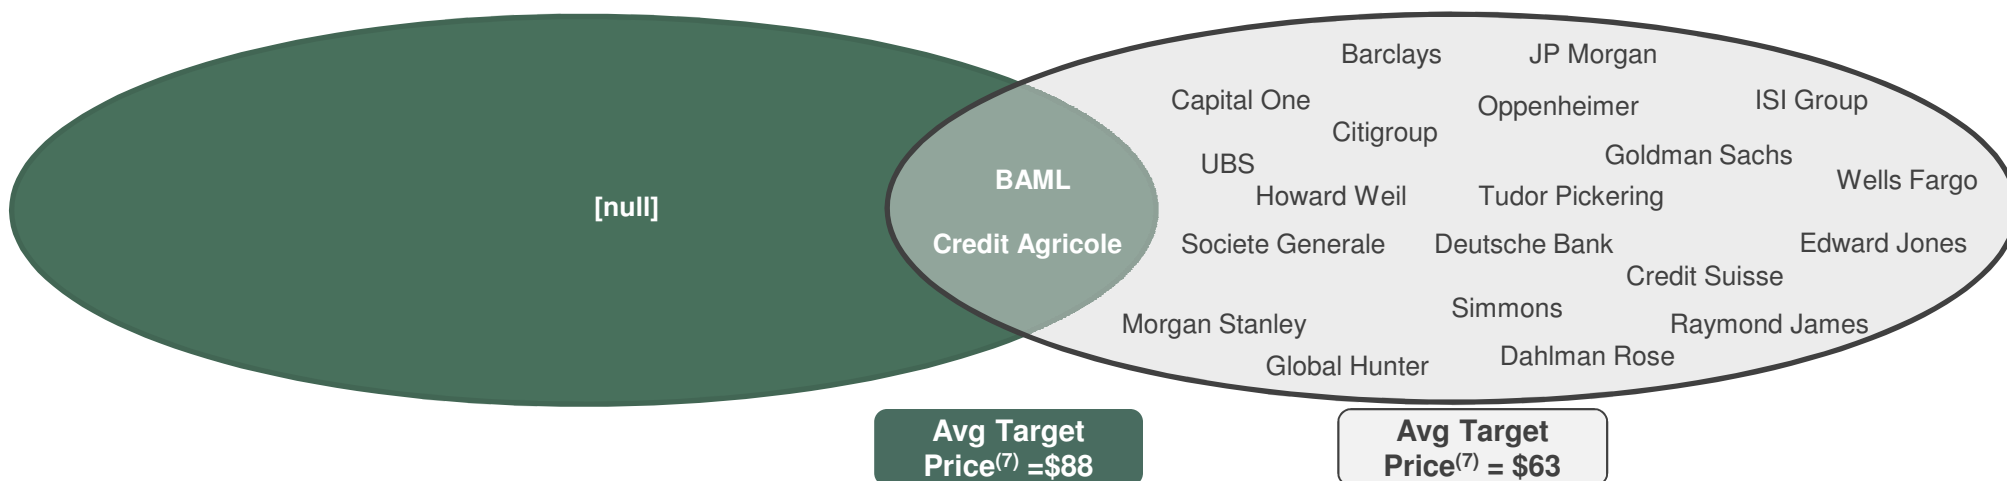 Barclays
JP Morgan
Capital One
Oppenheimer
ISI Group
Citigroup
Goldman Sachs
UBS
BAML
Wells Fargo
Howard Weil
Tudor Pickering
[null]
Credit Agricole
Societe Generale
Deutsche Bank
Edward Jones
Credit Suisse
Simmons
Morgan Stanley
Raymond James
Dahlman Rose
Global Hunter
Avg Target
Price(7) =$88
Avg Target
Price(7) = $63